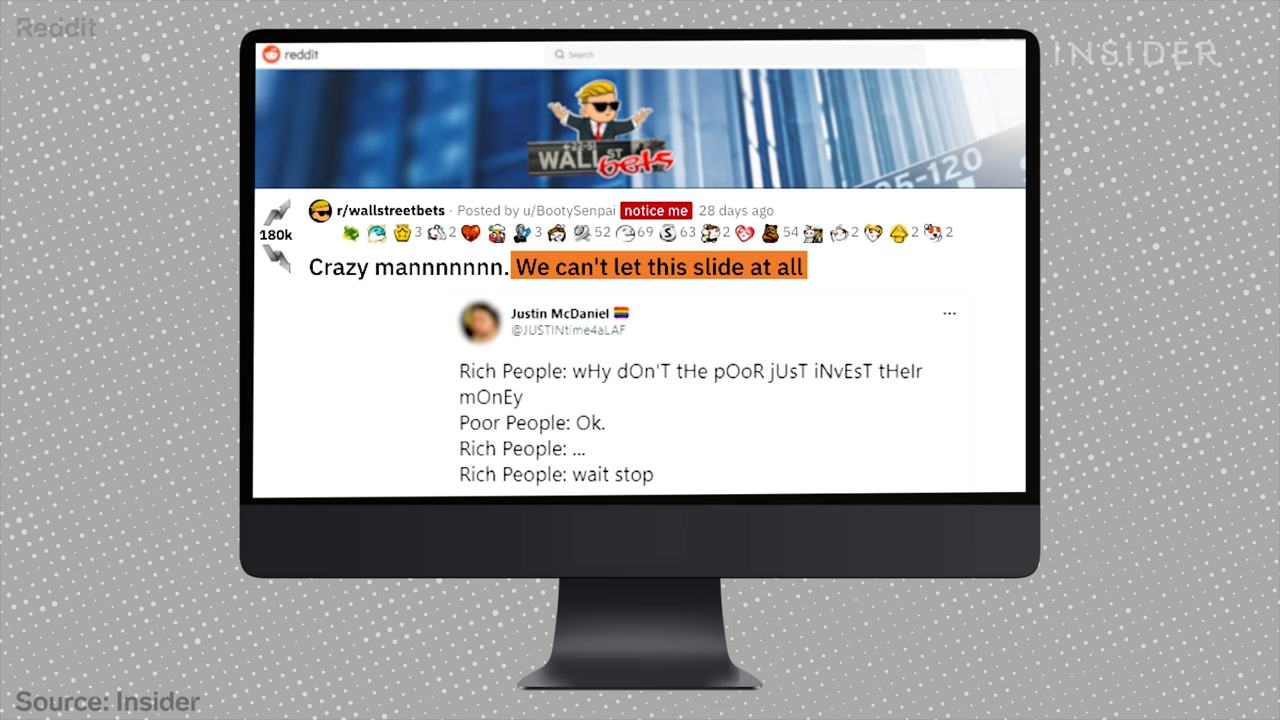 Reddit
INSIDER
reddit
Search
WALL ST
bets
r/wallstreetbets · Posted by u/BootySenpai notice me 28 days ago
3 2 3 52 69 63 2 54 2 2 2
180k
Crazy mannnnnnn. We can't let this slide at all
Justin McDaniel
@JUSTINtime4aLAF
...
Rich People: wHy dOn'T tHe pOoR jUsT iNvEsT tHeIr
mOnEy
Poor People: Ok.
Rich People: ...
Rich People: wait stop
Source: Insider